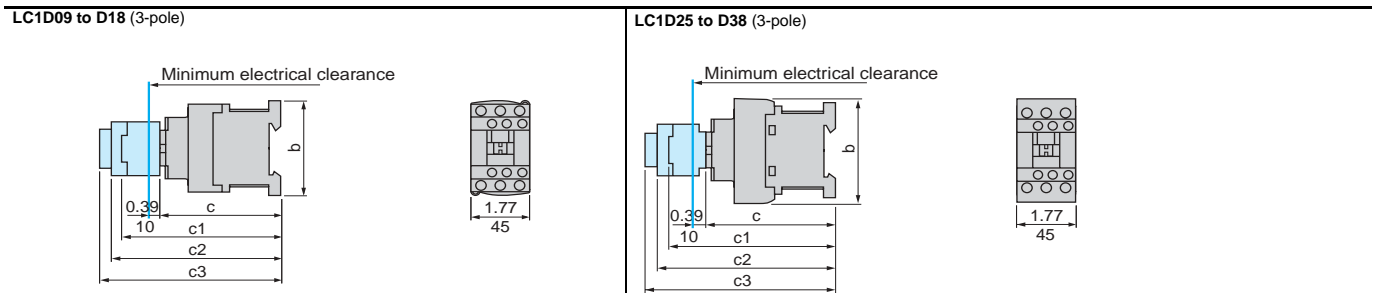 LC1D09 to D18 (3-pole)
Minimum electrical clearance
b
0.39
10
c
c1
c2
c3
1.77
45
LC1D25 to D38 (3-pole)
Minimum electrical clearance
b
0.39
10
c
c1
c2
c3
1.77
45